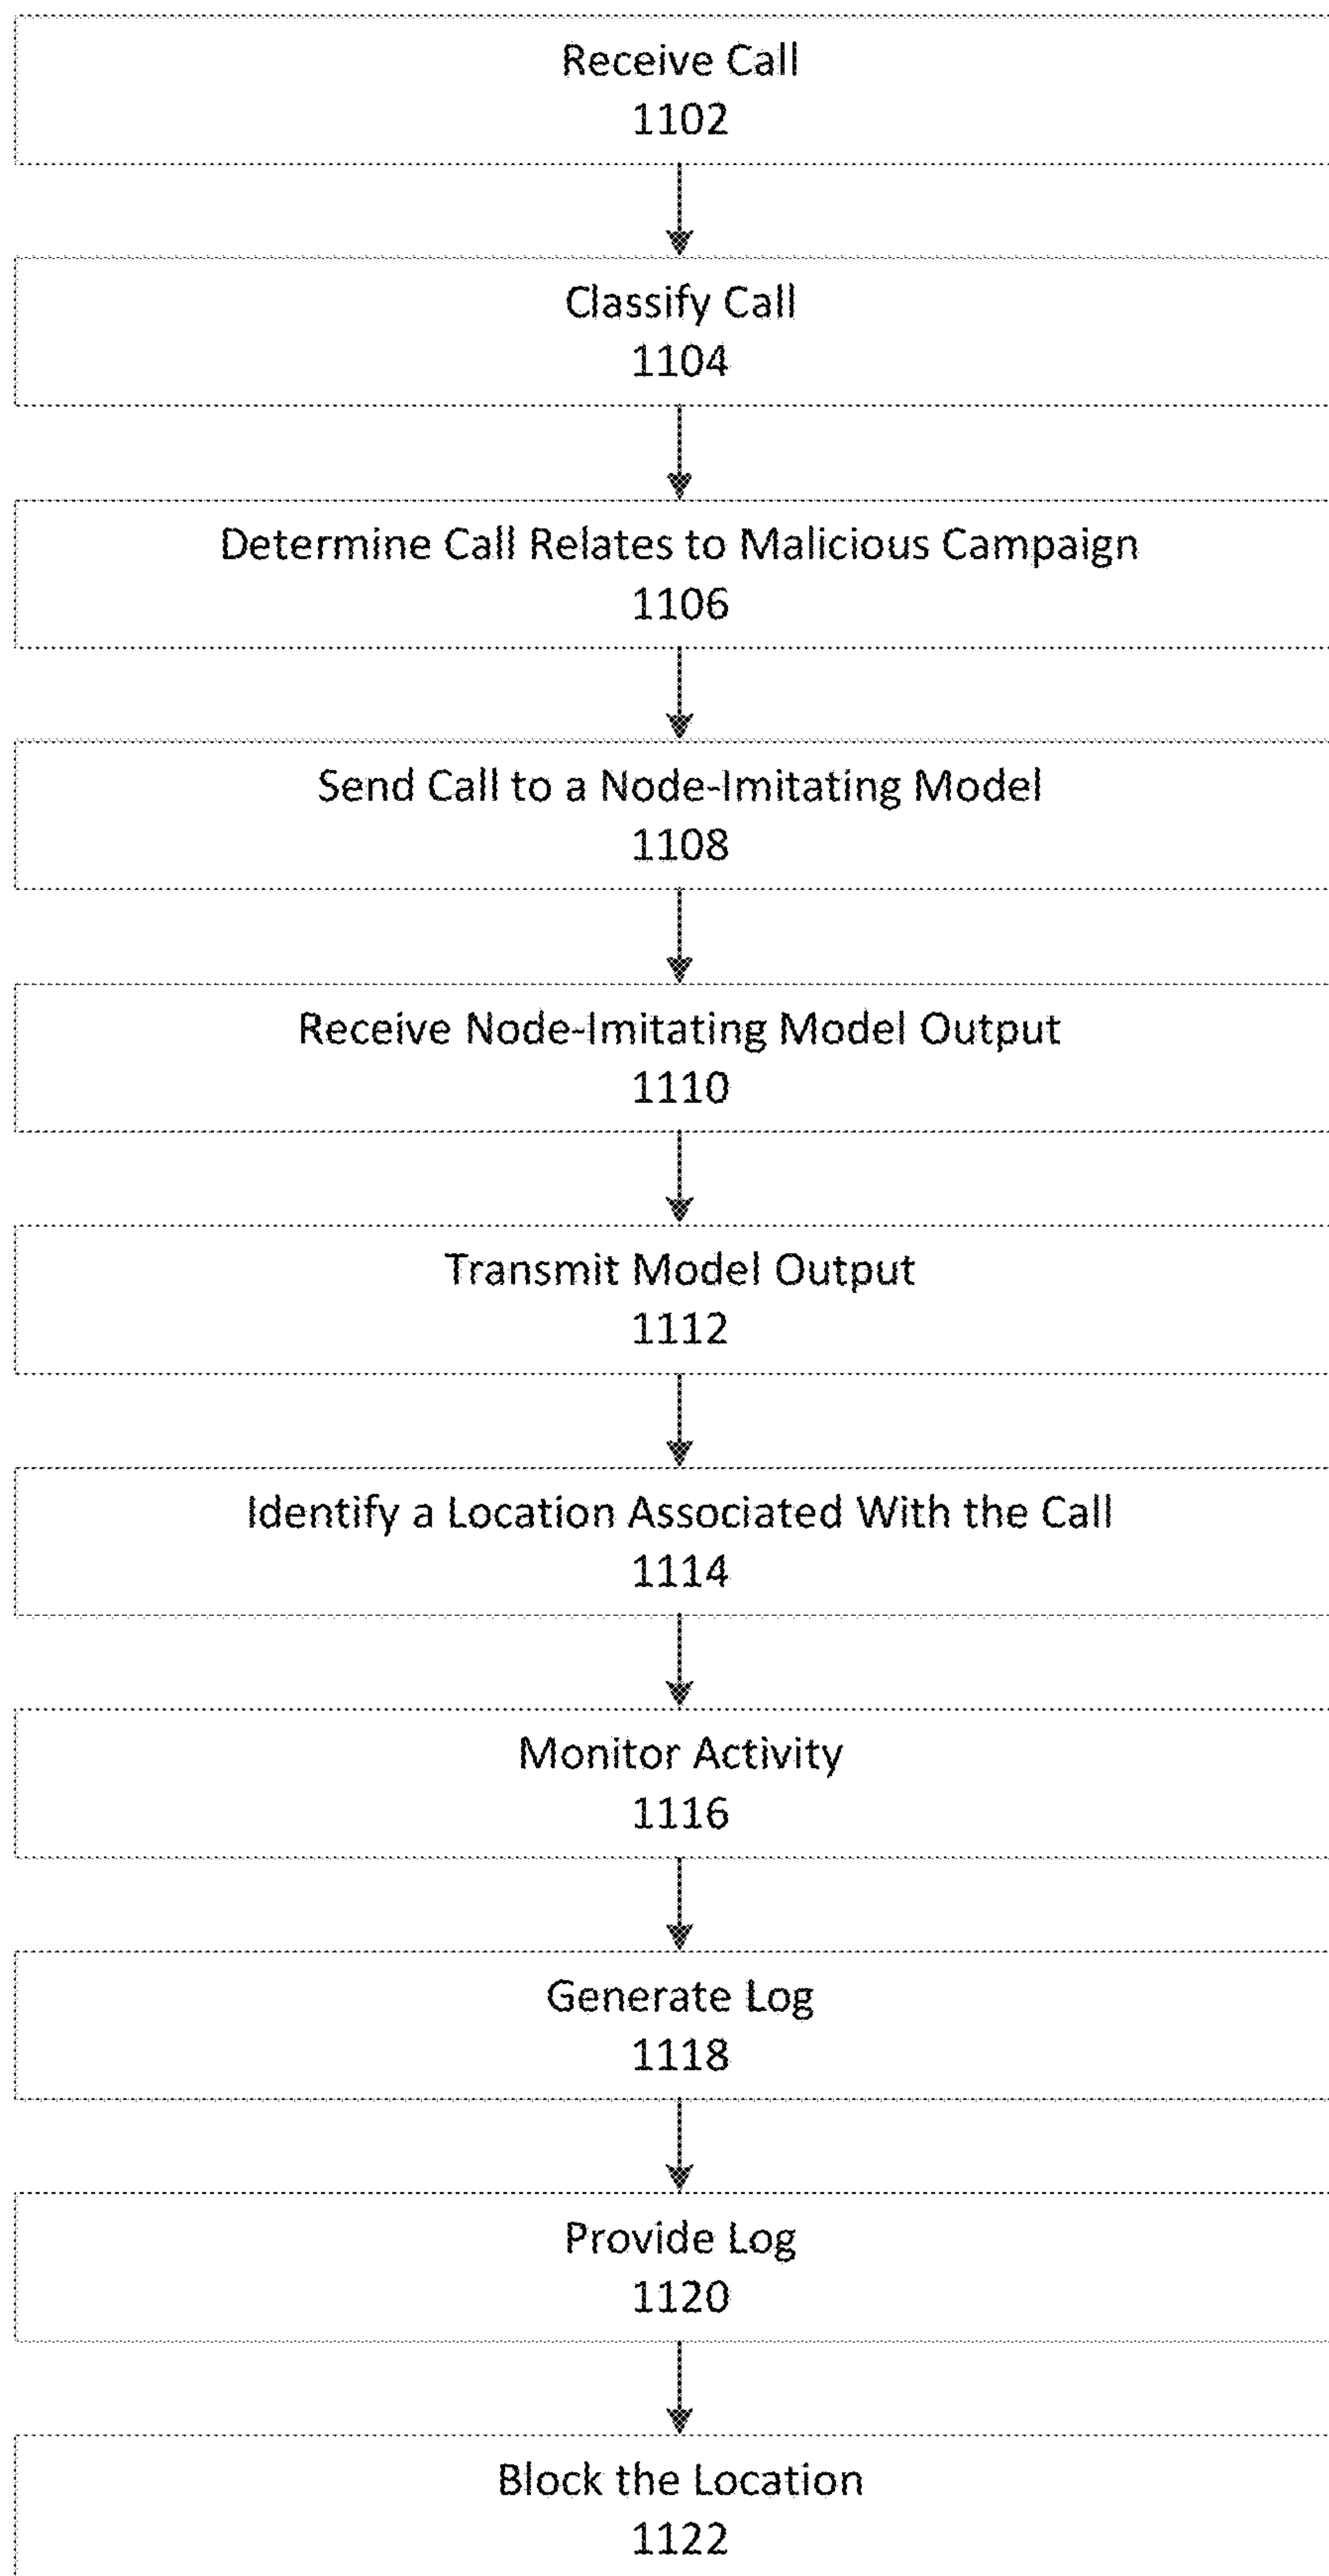 Receive Call
1102
Classify Call
1104
Determine Call Relates to Malicious Campaign
1106
Send Call to a Node-Imitating Model
1108
Receive Node-Imitating Model Output
1110
Transmit Model Output
1112
Identify a Location Associated With the Call
1114
Monitor Activity
1116
Generate Log
1118
Provide Log
1120
Block the Location
1122